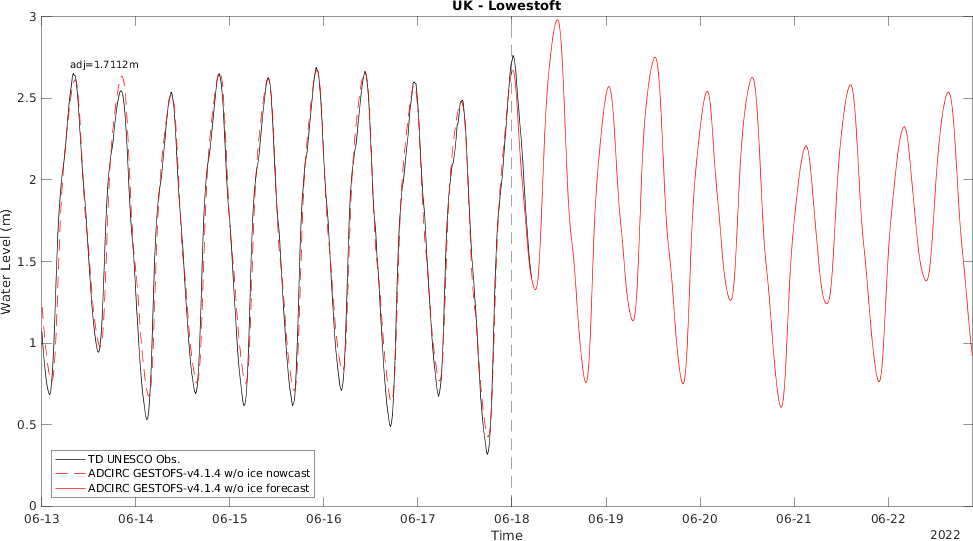 UK - Lowestoft
adj=1.7112m
Water Level (m)
3
2.5
2
1.5
1
0.5
0
TD UNESCO Obs.
ADCIRC GESTOFS-v4.1.4 w/o ice nowcast
ADCIRC GESTOFS-v4.1.4 w/o ice forecast
06-13 06-14 06-15 06-16 06-17 06-18 06-19 06-20 06-21 06-22
Time
2022